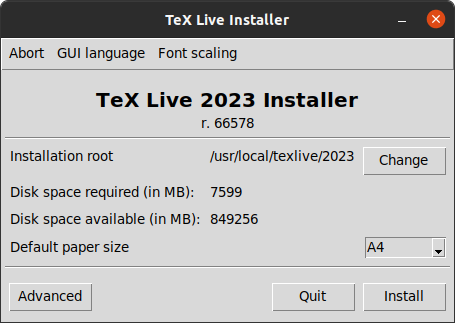 TeX Live Installer
Abort GUI language Font scaling
TeX Live 2023 Installer
r. 66578
Installation root /usr/local/texlive/2023 Change
Disk space required (in MB): 7599
Disk space available (in MB): 849256
Default paper size A4
Advanced Quit Install